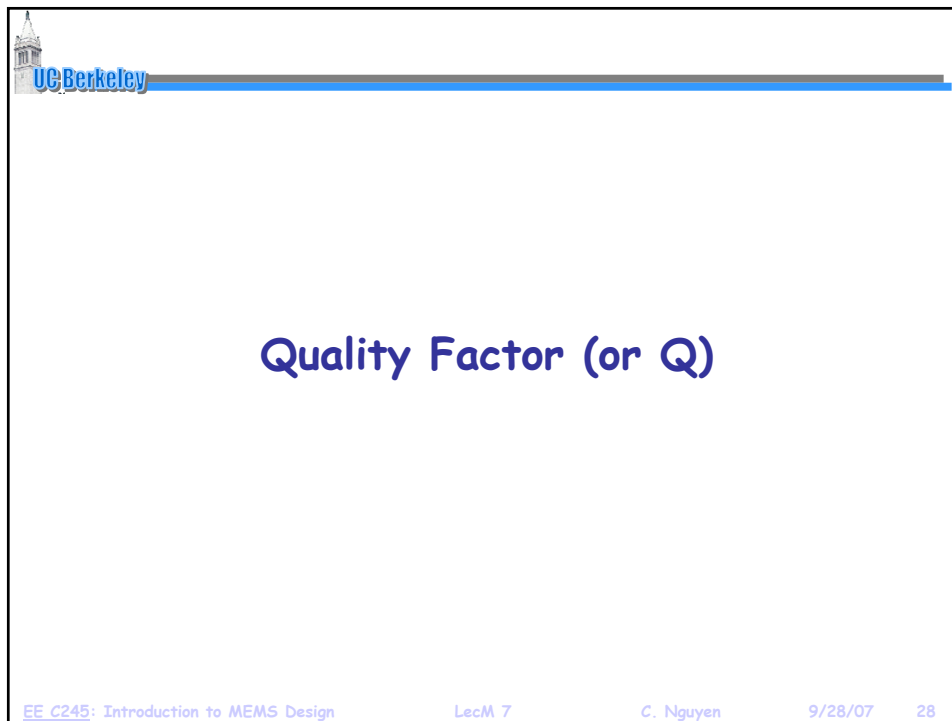 UC Berkeley
Quality Factor (or Q)
EE C245: Introduction to MEMS Design LecM 7 C. Nguyen 9/28/07 28